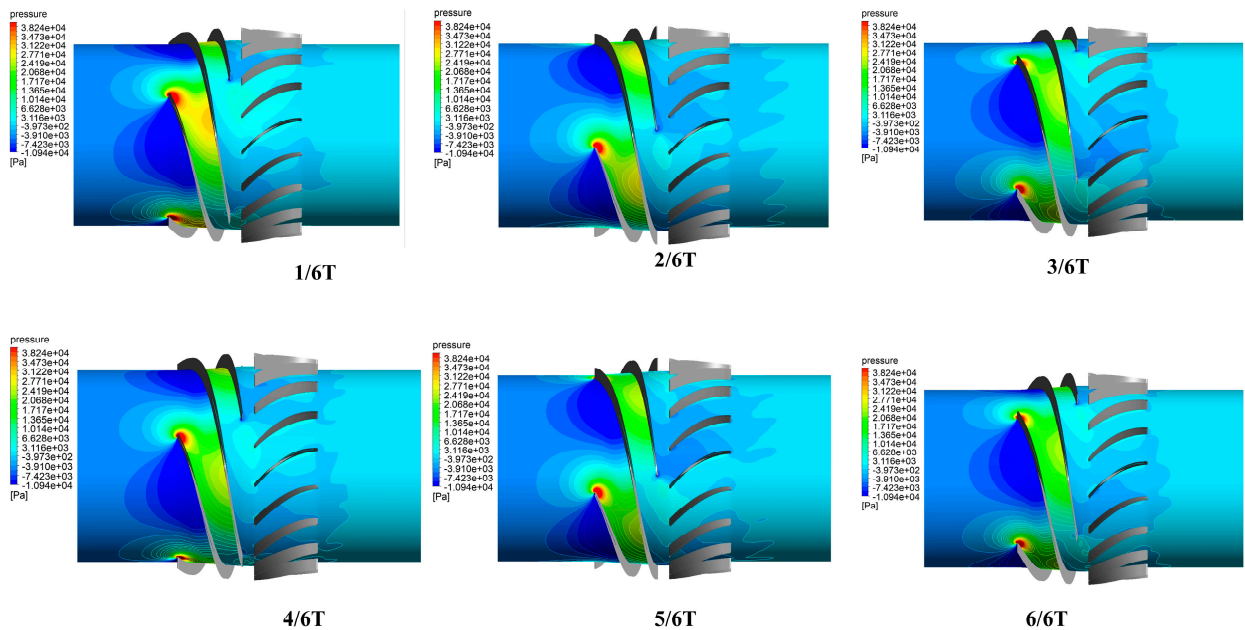 pressure
3.824e+04
3.473e+04
3.122e+04
2.771e+04
2.419e+04
2.068e+04
1.717e+04
1.365e+04
1.014e+04
6.628e+03
3.116e+03
-3.973e+02
-3.910e+03
-7.423e+03
-1.094e+04
[Pa]
1/6T
pressure
3.824e+04
3.473e+04
3.122e+04
2.771e+04
2.419e+04
2.068e+04
1.717e+04
1.365e+04
1.014e+04
6.628e+03
3.116e+03
-3.973e+02
-3.910e+03
-7.423e+03
-1.094e+04
[Pa]
2/6T
pressure
3.824e+04
3.473e+04
3.122e+04
2.771e+04
2.419e+04
2.068e+04
1.717e+04
1.365e+04
1.014e+04
6.628e+03
3.116e+03
-3.973e+02
-3.910e+03
-7.423e+03
-1.094e+04
[Pa]
3/6T
pressure
3.824e+04
3.473e+04
3.122e+04
2.771e+04
2.419e+04
2.068e+04
1.717e+04
1.365e+04
1.014e+04
6.628e+03
3.116e+03
-3.973e+02
-3.910e+03
-7.423e+03
-1.094e+04
[Pa]
4/6T
pressure
3.824e+04
3.473e+04
3.122e+04
2.771e+04
2.419e+04
2.068e+04
1.717e+04
1.365e+04
1.014e+04
6.628e+03
3.116e+03
-3.973e+02
-3.910e+03
-7.423e+03
-1.094e+04
[Pa]
5/6T
pressure
3.824e+04
3.473e+04
3.122e+04
2.771e+04
2.419e+04
2.068e+04
1.717e+04
1.365e+04
1.014e+04
6.628e+03
3.116e+03
-3.973e+02
-3.910e+03
-7.423e+03
-1.094e+04
[Pa]
6/6T